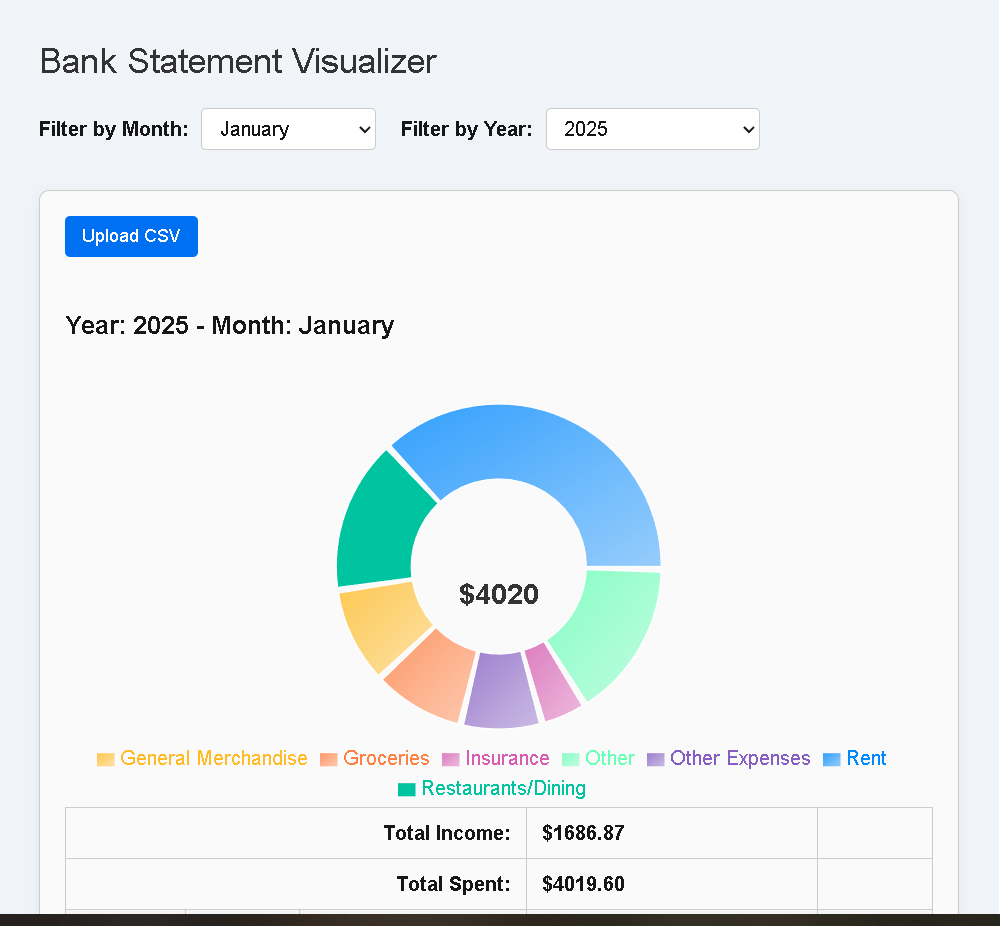 Bank Statement Visualizer
Filter by Month: January Filter by Year: 2025
Upload CSV
Year: 2025 - Month: January
$4020
General Merchandise Groceries Insurance Other Other Expenses Rent
Restaurants/Dining
Total Income: $1686.87
Total Spent: $4019.60